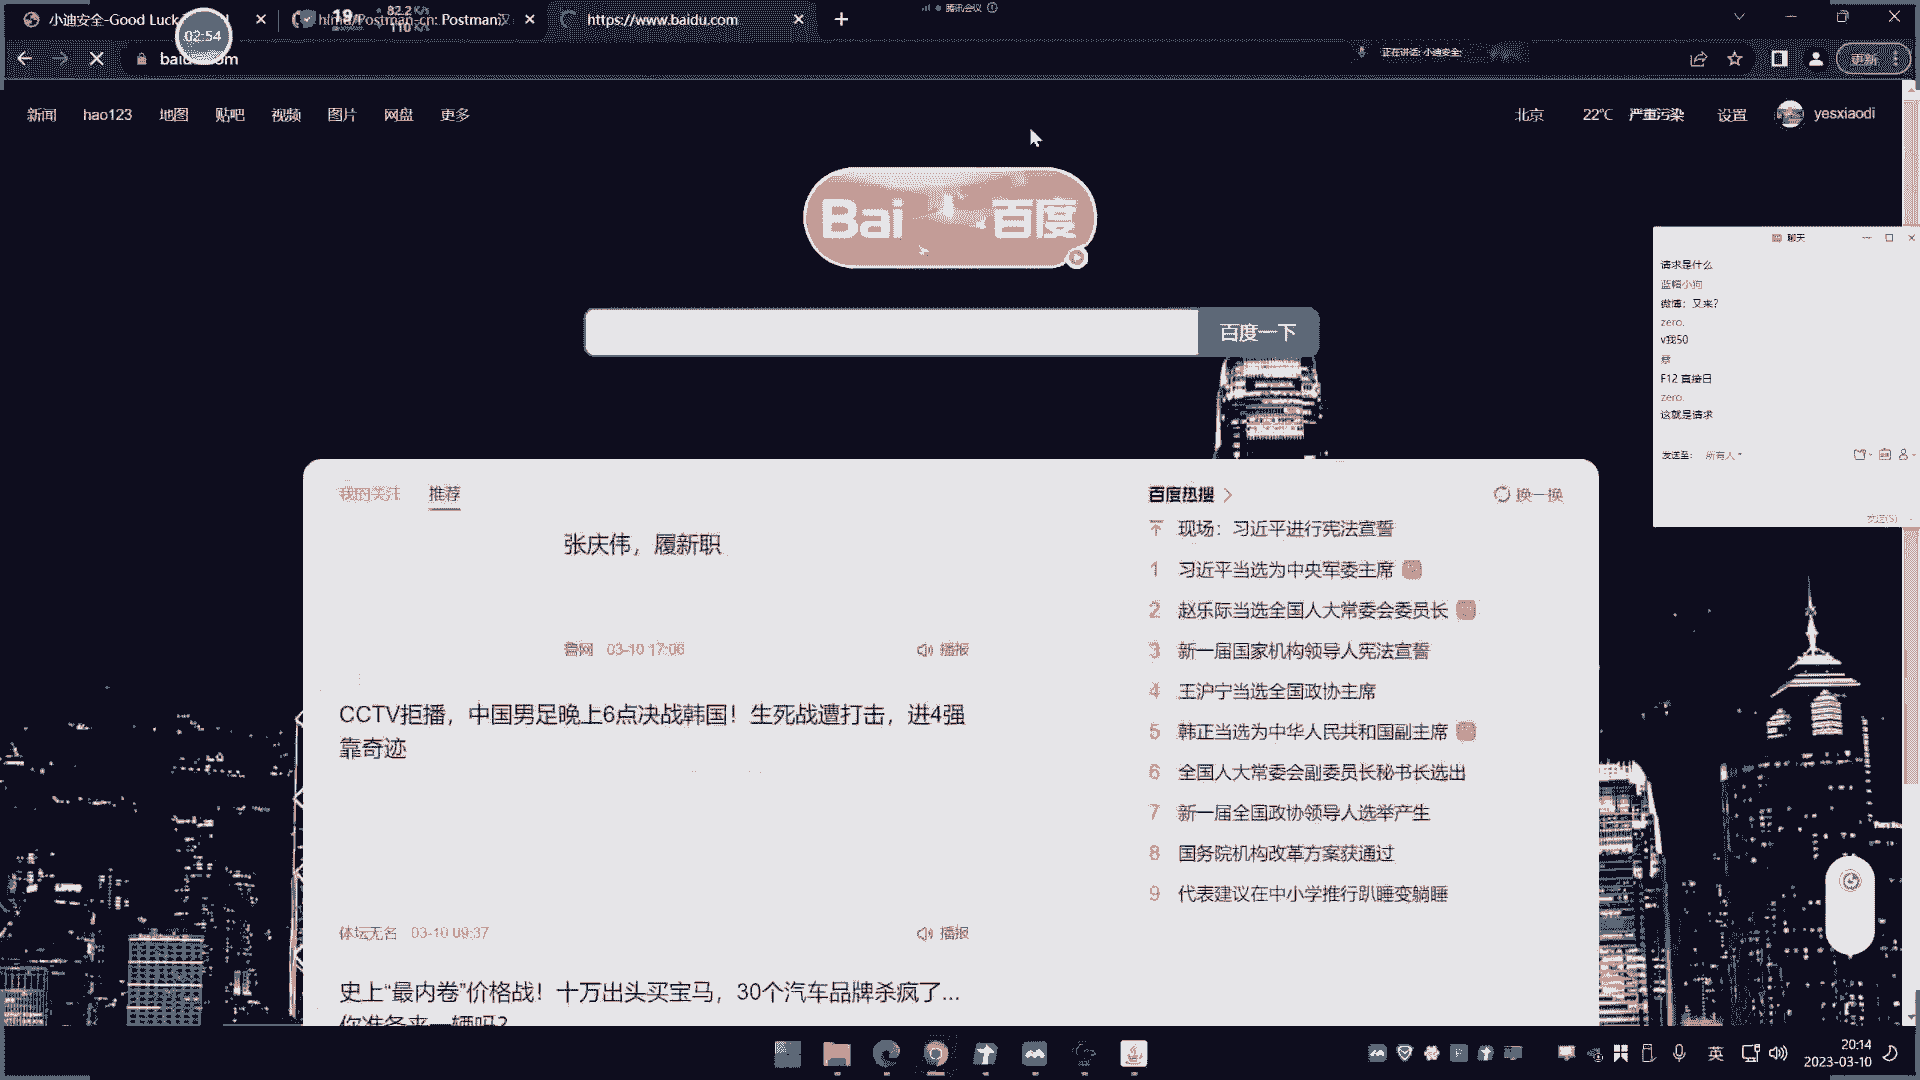 小迪安全-Good Luck
hlmd/Postman-cn: Postman汉
https://www.baidu.com
腾讯会议
02:54
正在讲话: 小迪安全;
更新
新闻
hao123
地图
贴吧
视频
图片
网盘
更多
北京
22℃
严重污染
设置
yesxiaodi
Bai 百度
百度一下
聊天
请求是什么
蓝帽小狗
微博：又来?
zero.
v我50
蔡
F12 直接日
zero.
这就是请求
发送至:
所有人
发送(S)
我的关注
推荐
张庆伟，履新职
鲁网 03-10 17:06
播报
CCTV拒播，中国男足晚上6点决战韩国！生死战遭打击，进4强
靠奇迹
体坛无名 03-10 09:37
播报
史上“最内卷”价格战！十万出头买宝马，30个汽车品牌杀疯了...
你准备来一辆吗?
百度热搜
换一换
现场：习近平进行宪法宣誓
1 习近平当选为中央军委主席
2 赵乐际当选全国人大常委会委员长
3 新一届国家机构领导人宪法宣誓
4 王沪宁当选全国政协主席
5 韩正当选为中华人民共和国副主席
6 全国人大常委会副委员长秘书长选出
7 新一届全国政协领导人选举产生
8 国务院机构改革方案获通过
9 代表建议在中小学推行趴睡变躺睡
英
20:14
2023-03-10